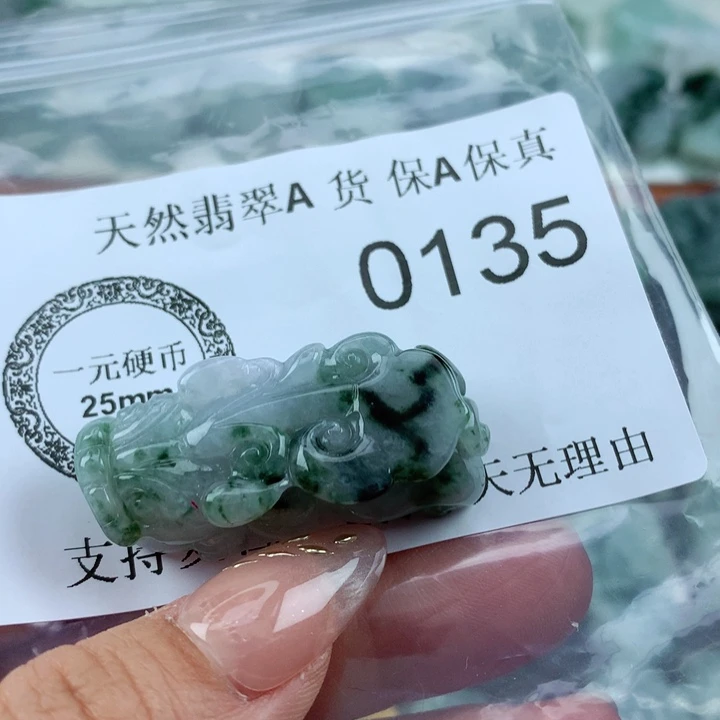 天然翡翠A 货 保A保真
0135
一元硬币
25mm
支持
天无理由